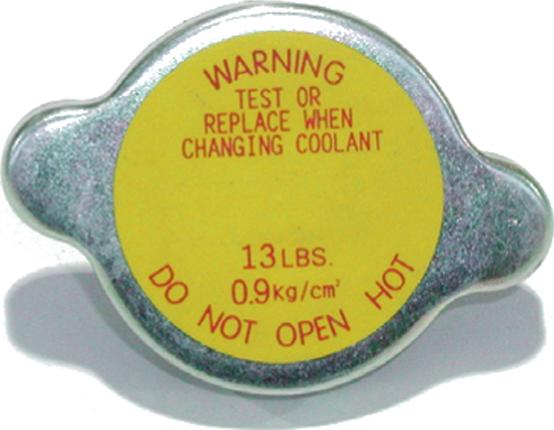 WARNING
TEST OR
REPLACE WHEN
CHANGING COOLANT
13 LBS.
0.9kg/cm²
DO NOT OPEN HOT